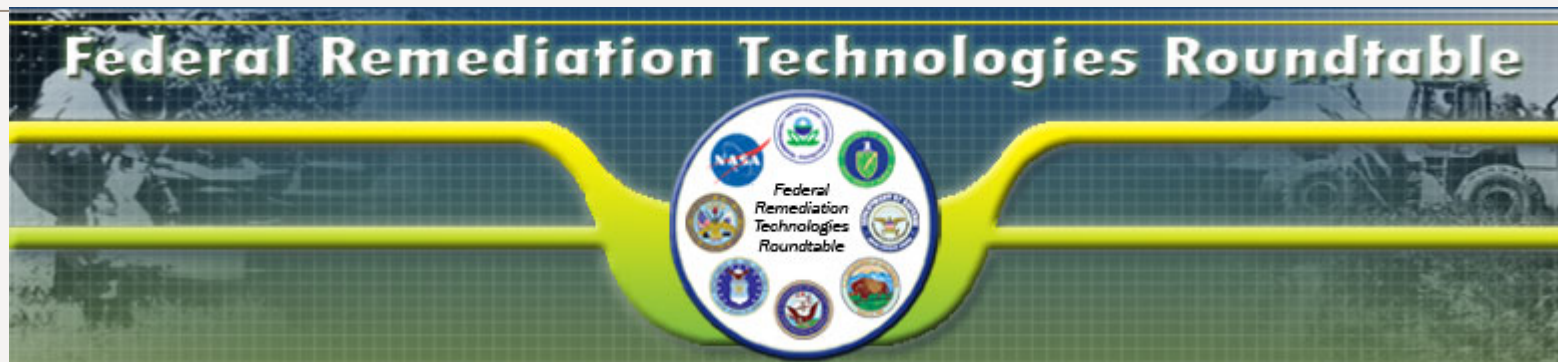 Federal Remediation Technologies Roundtable
NASA
Federal
Remediation
Technologies
Roundtable